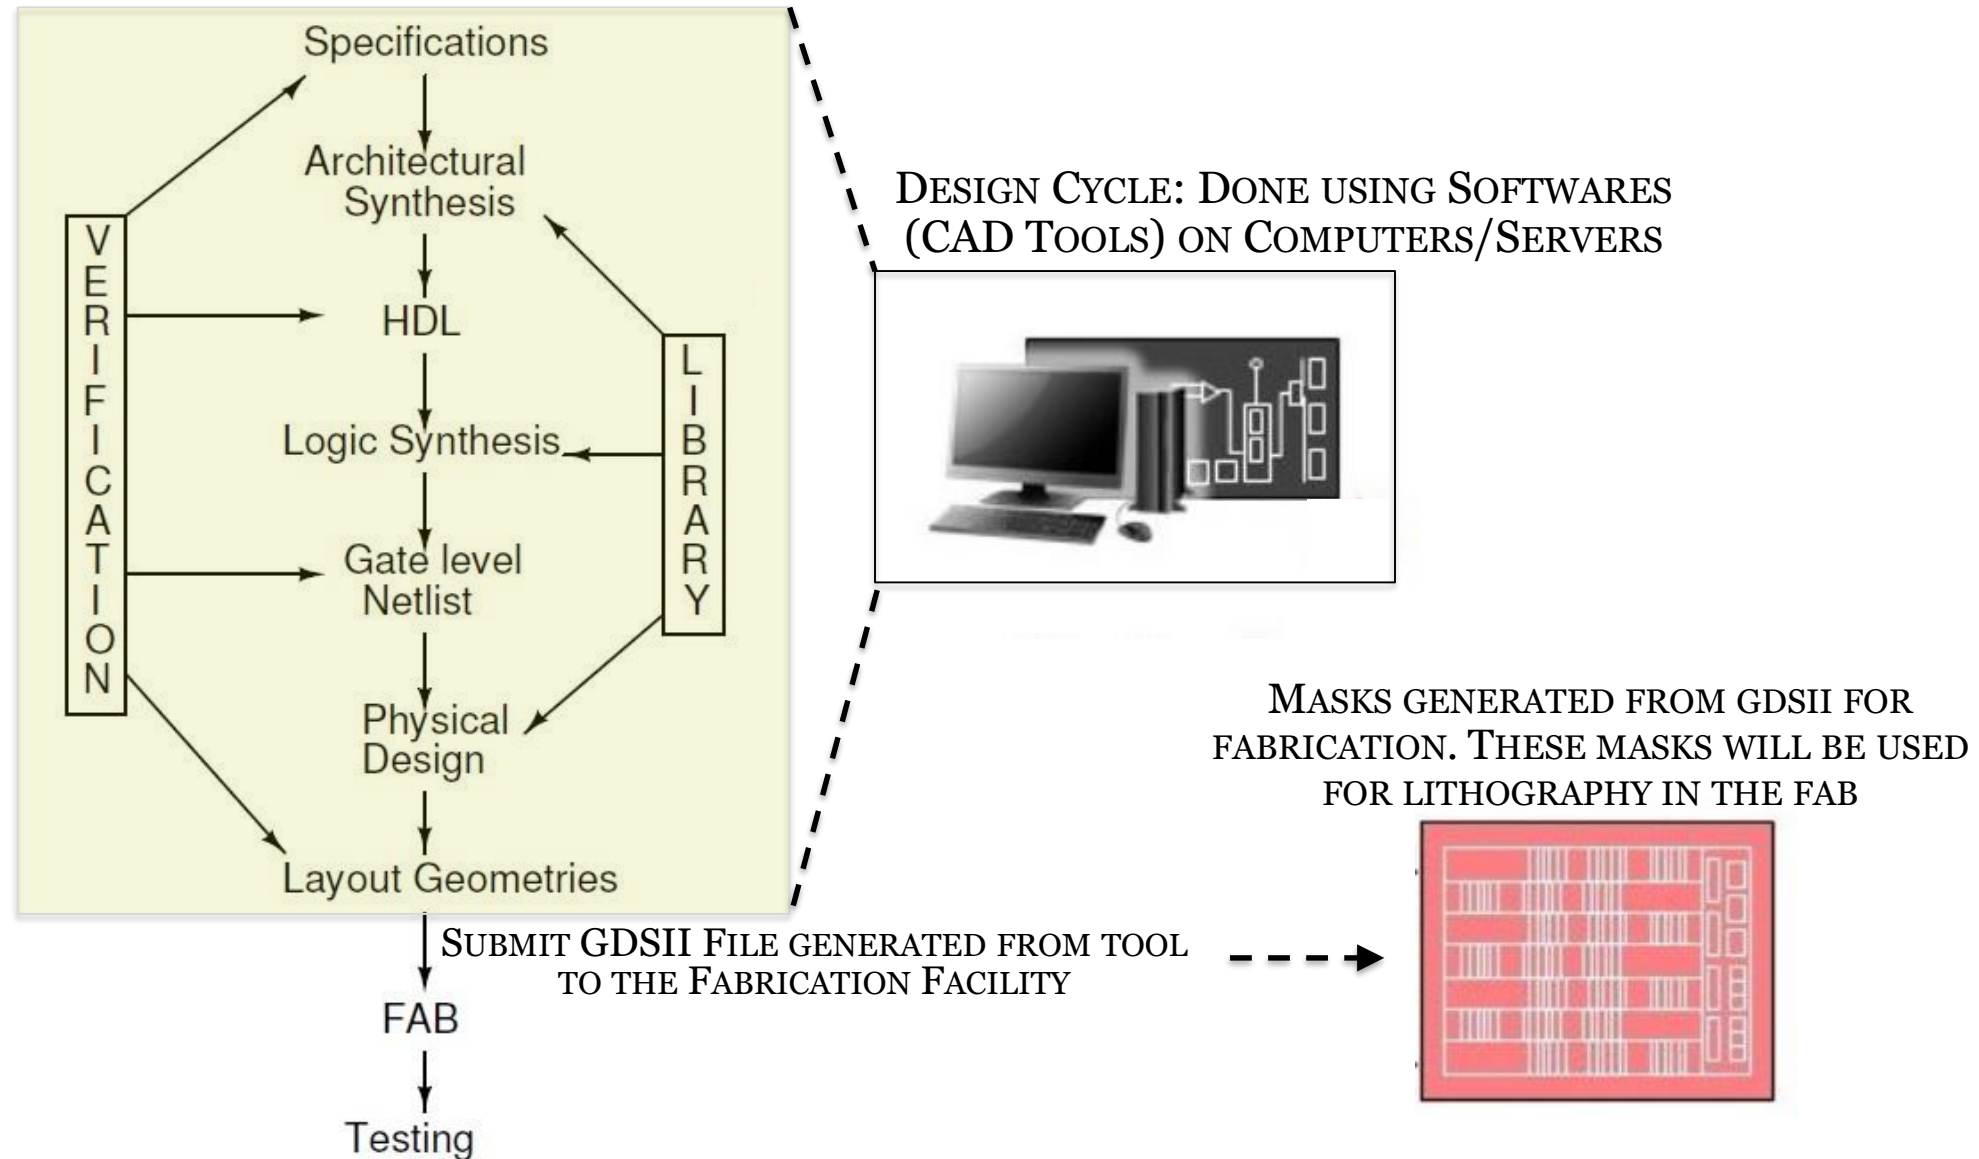 Specifications
Architectural
Synthesis
HDL
Logic Synthesis
Gate level
Netlist
Physical
Design
Layout Geometries
VERIFICATION
LIBRARY
DESIGN CYCLE: DONE USING SOFTWARES
(CAD TOOLS) ON COMPUTERS/SERVERS
MASKS GENERATED FROM GDSII FOR
FABRICATION. THESE MASKS WILL BE USED
FOR LITHOGRAPHY IN THE FAB
SUBMIT GDSII FILE GENERATED FROM TOOL
TO THE FABRICATION FACILITY
FAB
Testing